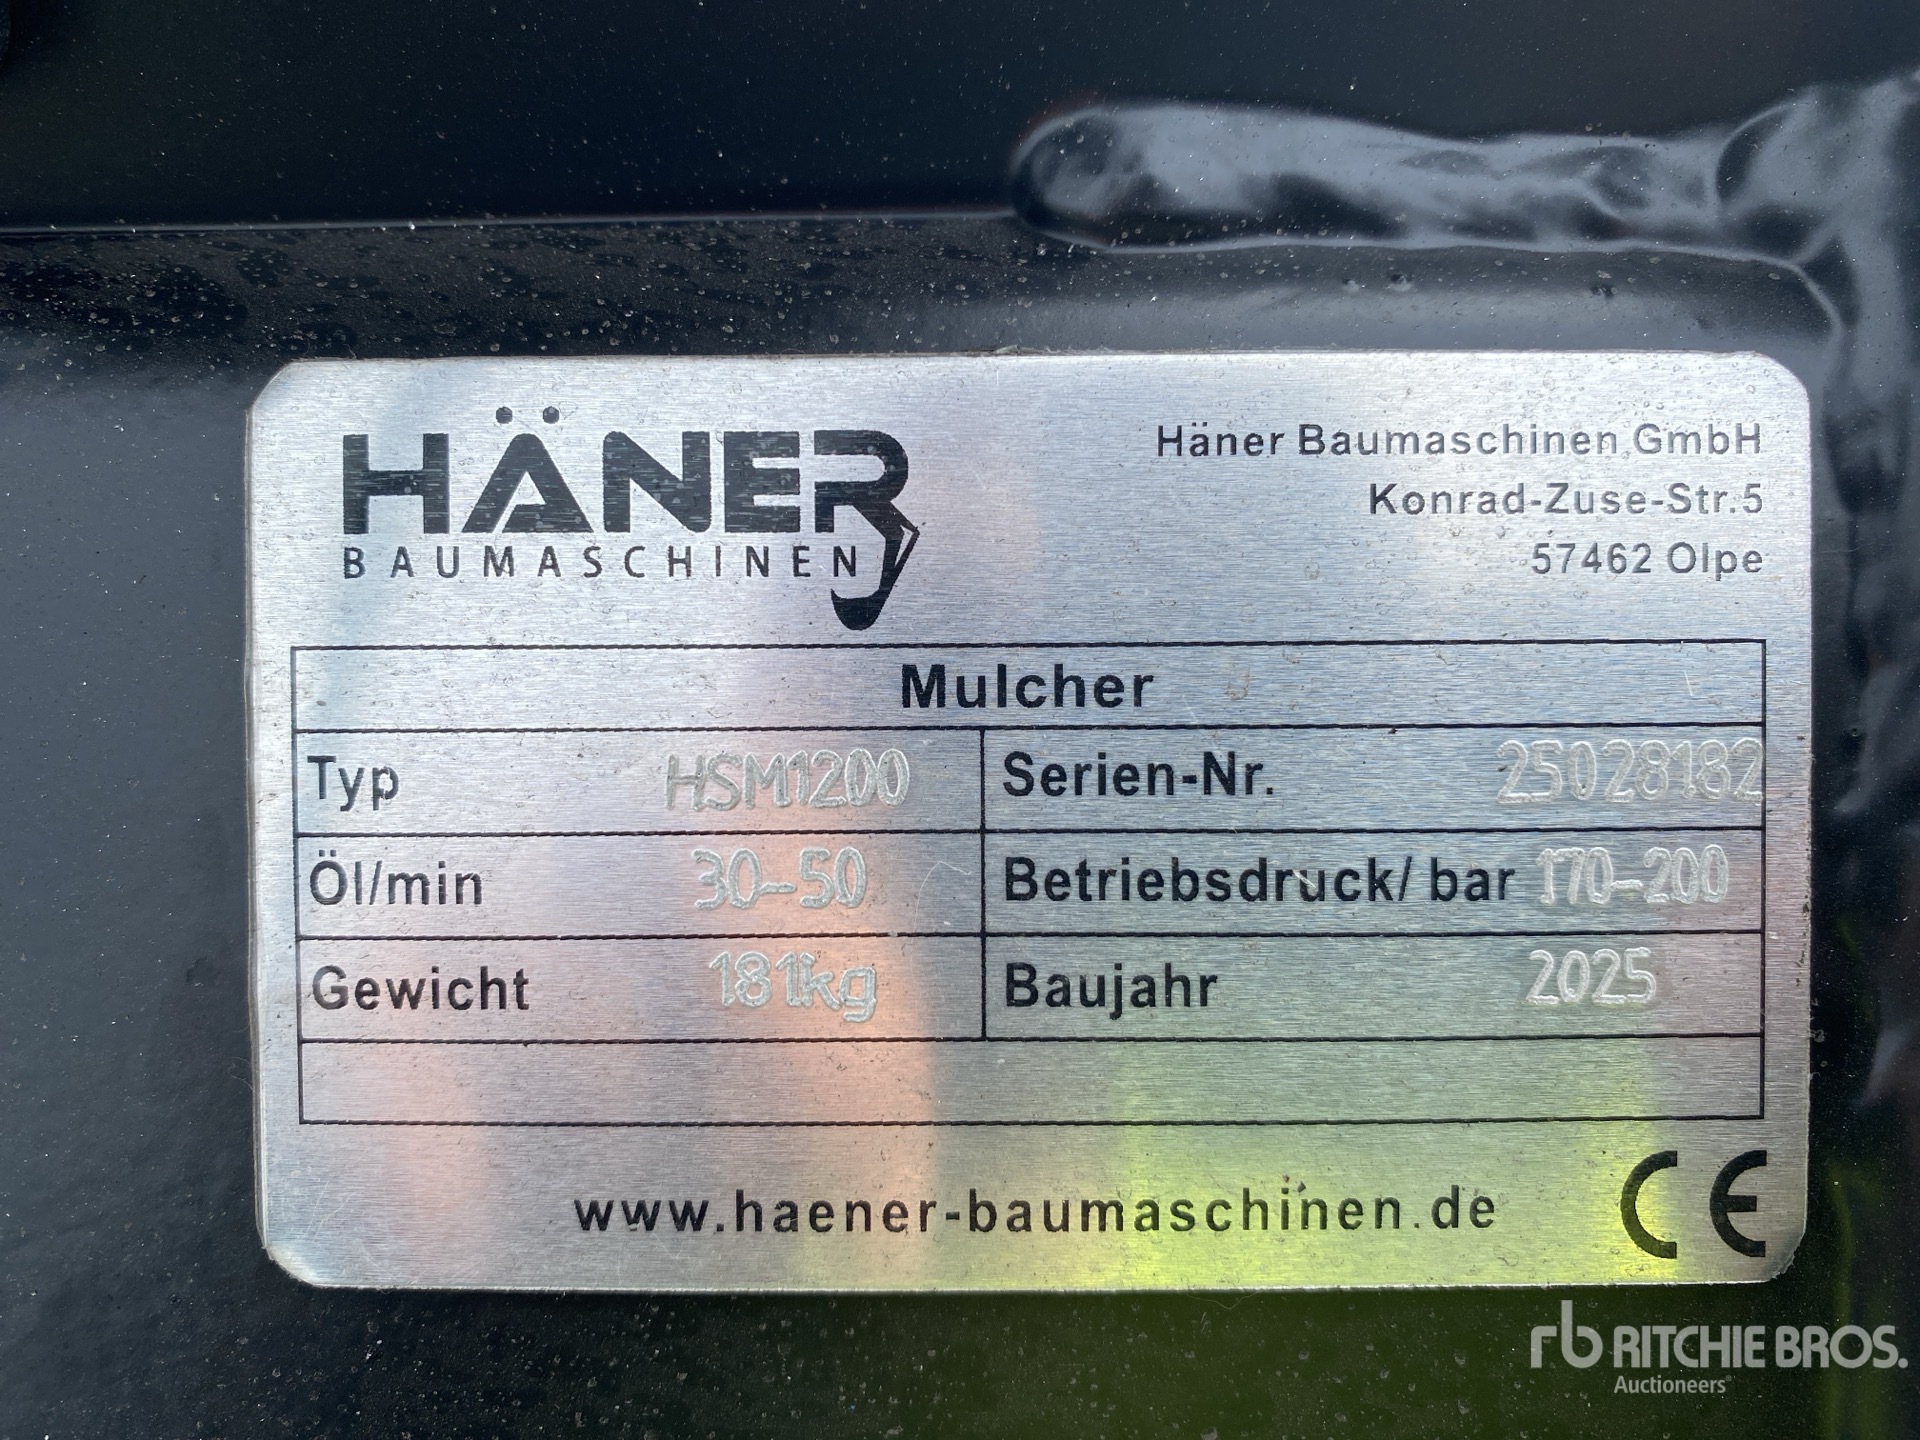 HÄNER
BAUMASCHINEN
Häner Baumaschinen GmbH
Konrad-Zuse-Str.5
57462 Olpe
Mulcher
Typ HSM1200 Serien-Nr. 25028182
Öl/min 30-50 Betriebsdruck/ bar 170-200
Gewicht 181kg Baujahr 2025
www.haener-baumaschinen.de CE
rb RITCHIE BROS.
Auctioneers